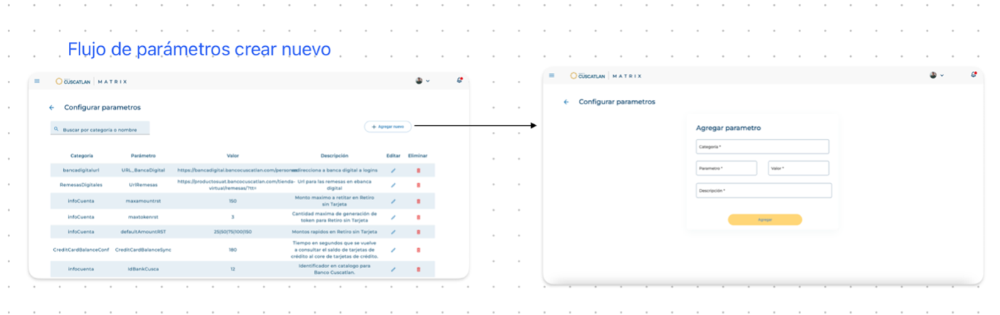 Flujo de parámetros crear nuevo
CUSCATLAN MATRIX
Configurar parametros
Buscar por categoría o nombre
+ Agregar nuevo
Categoría Parámetro Valor Descripción Editar Eliminar
bancadigitalurl URL_BancaDigital https://bancadigital.bancocuscatlan.com/personas redirecciona a banca digital a logins
RemesasDigitales UrlRemesas https://productosuat.bancocuscatlan.com/tienda-virtual/remesas/?tt= Url para las remesas en ebanca digital
infoCuenta maxamountrst 150 Monto maximo a retitar en Retiro sin Tarjeta
infoCuenta maxtokenrst 3 Cantidad maxima de generación de token para Retiro sin Tarjeta
infoCuenta defaultAmountRST 25|50|75|100|150 Montos rapidos en Retiro sin Tarjeta
CreditCardBalanceConf CreditCardBalanceSync 180 Tiempo en segundos que se vuelve a consultar el saldo de tarjetas de crédito al core de tarjetas de crédito.
infocuenta IdBankCusca 12 Identificador en catalogo para Banco Cuscatlan.
CUSCATLAN MATRIX
Configurar parametros
Agregar parametro
Categoría *
Parametro * Valor *
Descripción *
Agregar